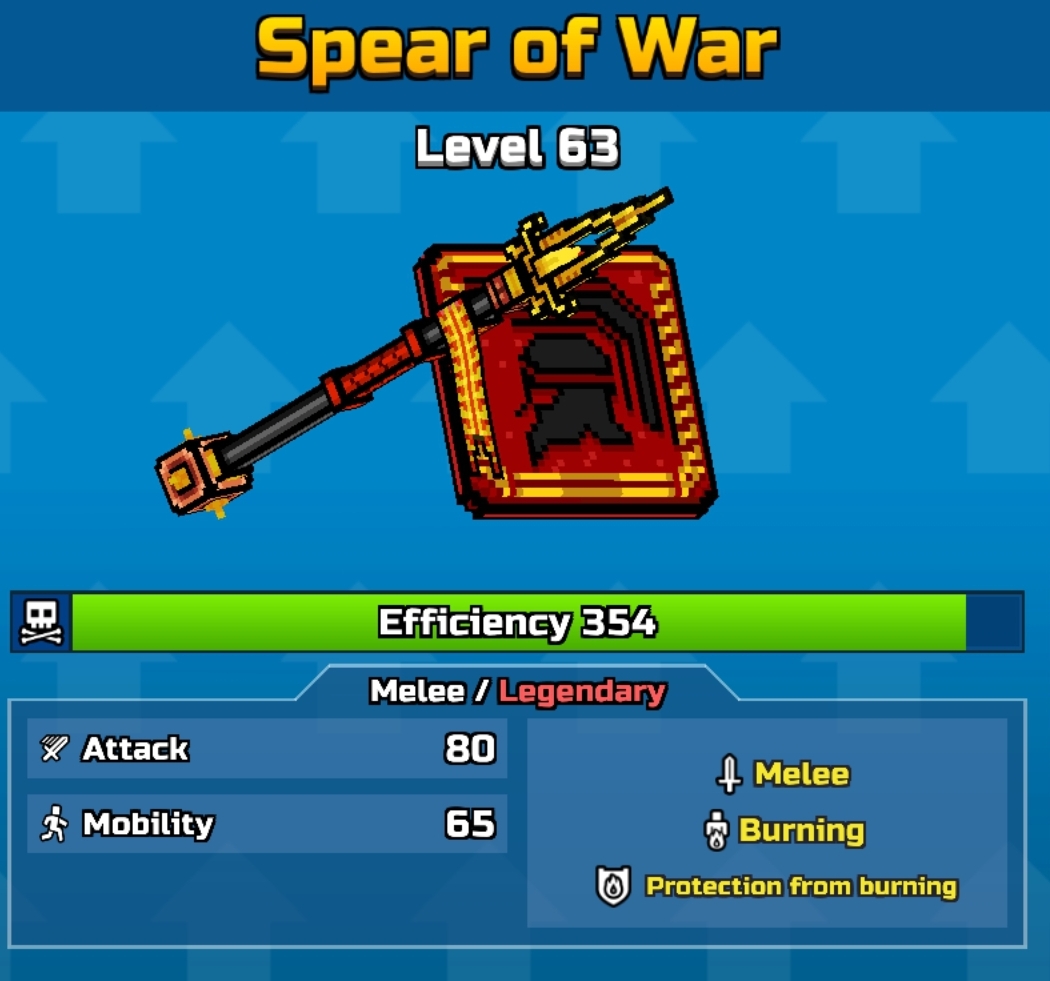 Spear of War
Level 63
Efficiency 354
Melee / Legendary
Attack 80
Mobility 65
Melee
Burning
Protection from burning